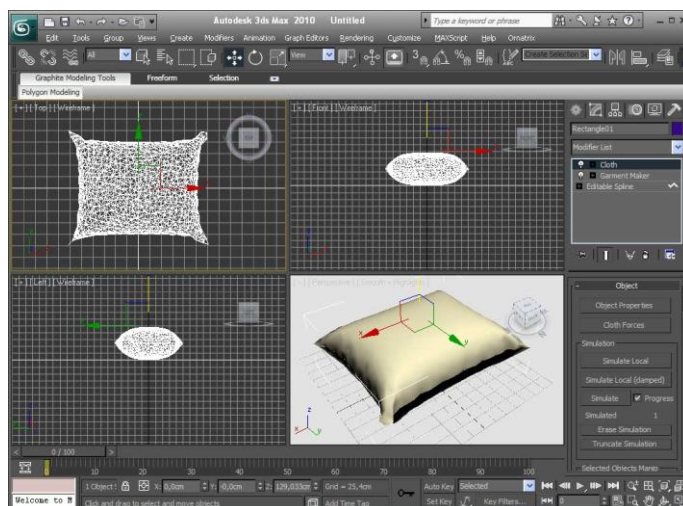 Autodesk 3ds Max 2010 Untitled
Type a keyword or phrase
Edit Tools Group Views Create Modifiers Animation Graph Editors Rendering Customize MAXScript Help Ornatrix
All View 3 Create Selection Se
Graphite Modeling Tools Freeform Selection
Polygon Modeling
[ + ] [ Top ] [ Wireframe ]
[ + ] [ Front ] [ Wireframe ]
Rectangle01
Modifier List
Cloth
Garment Maker
Editable Spline
[ + ] [ Left ] [ Wireframe ]
[ + ] [ Perspective ] [ Smooth + Highlights ]
Object
Object Properties
Cloth Forces
Simulation
Simulate Local
Simulate Local (damped)
Simulate Progress
Simulated 1
Erase Simulation
Truncate Simulation
Selected Objects Manip
0 / 100
0 10 20 30 40 50 60 70 80 90 100
1 Object X: 0,0cm Y: -0,0cm Z: 129,033cm Grid = 25,4cm Auto Key Selected
Welcome to M Click and drag to select and move objects Add Time Tag Set Key Key Filters... 0